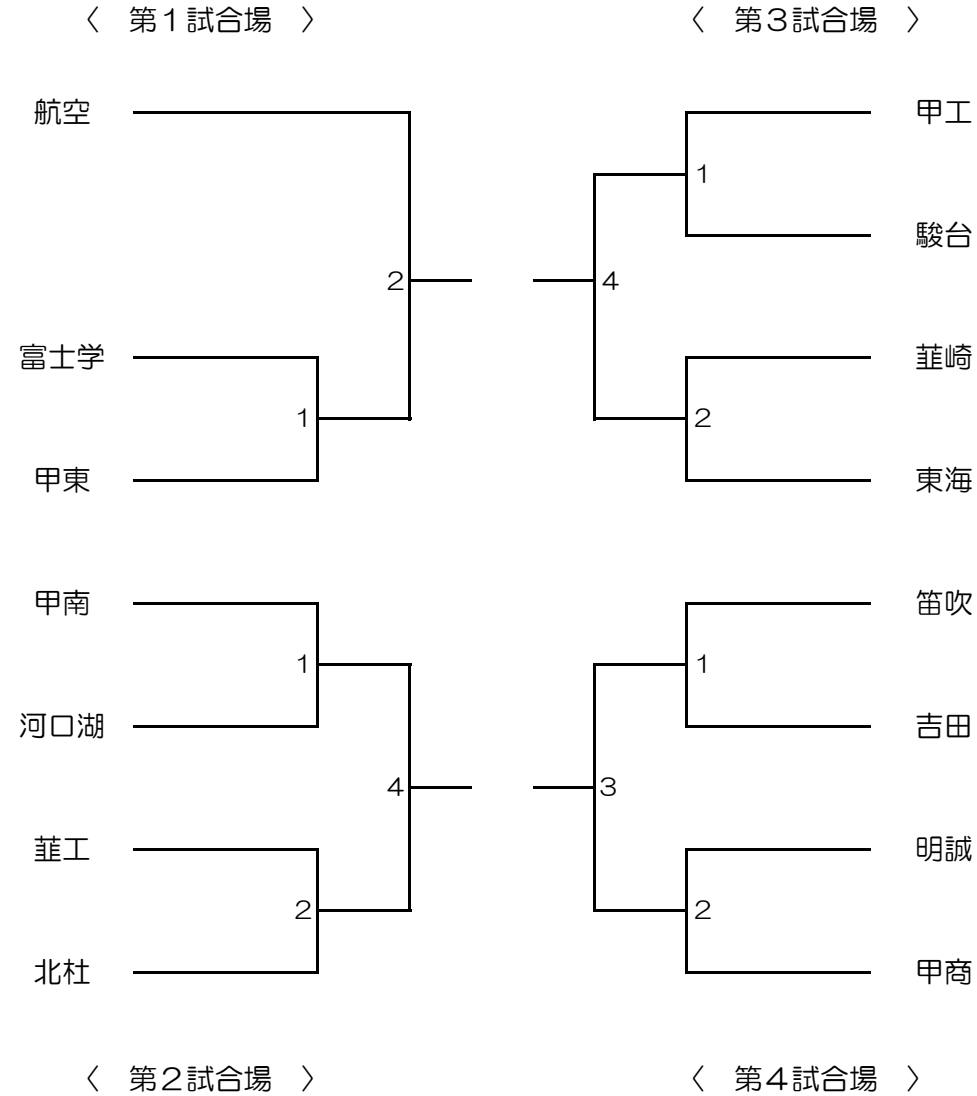 〈　第１試合場　〉
航空
2
富士学
1
甲東
甲南
1
河口湖
4
韮工
2
北杜
〈　第２試合場　〉
〈　第３試合場　〉
甲工
1
駿台
4
韮崎
2
東海
笛吹
1
吉田
3
明誠
2
甲商
〈　第４試合場　〉